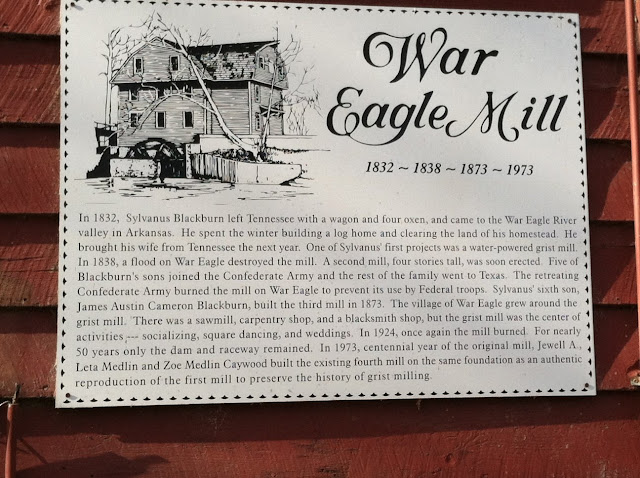 War
Eagle Mill
1832 ~ 1838 ~ 1873 ~ 1973
In 1832, Sylvanus Blackburn left Tennessee with a wagon and four oxen, and came to the War Eagle River
valley in Arkansas. He spent the winter building a log home and clearing the land of his homestead. He
brought his wife from Tennessee the next year. One of Sylvanus' first projects was a water-powered grist mill.
In 1838, a flood on War Eagle destroyed the mill. A second mill, four stories tall, was soon erected. Five of
Blackburn's sons joined the Confederate Army and the rest of the family went to Texas. The retreating
Confederate Army burned the mill on War Eagle to prevent its use by Federal troops. Sylvanus' sixth son,
James Austin Cameron Blackburn, built the third mill in 1873. The village of War Eagle grew around the
grist mill. There was a sawmill, carpentry shop, and a blacksmith shop, but the grist mill was the center of
activities --- socializing, square dancing, and weddings. In 1924, once again the mill burned. For nearly
50 years only the dam and raceway remained. In 1973, centennial year of the original mill, Jewell A.,
Leta Medlin and Zoe Medlin Caywood built the existing fourth mill on the same foundation as an authentic
reproduction of the first mill to preserve the history of grist milling.